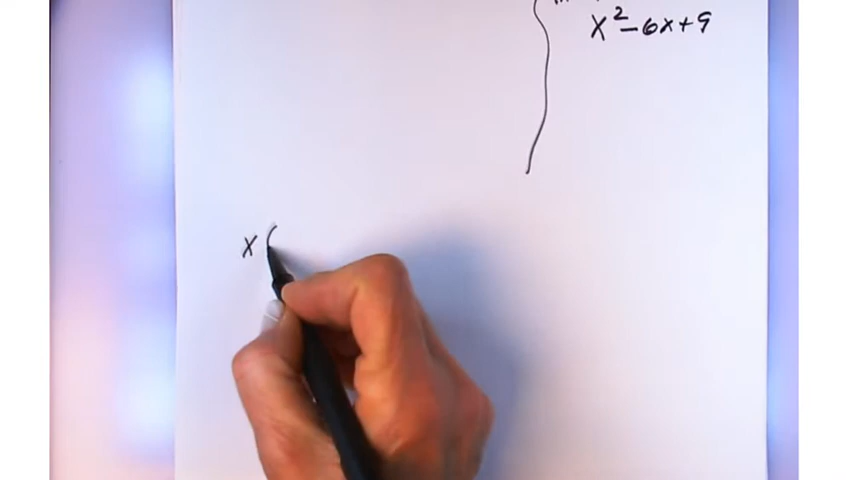 x² - 6x + 9
x (